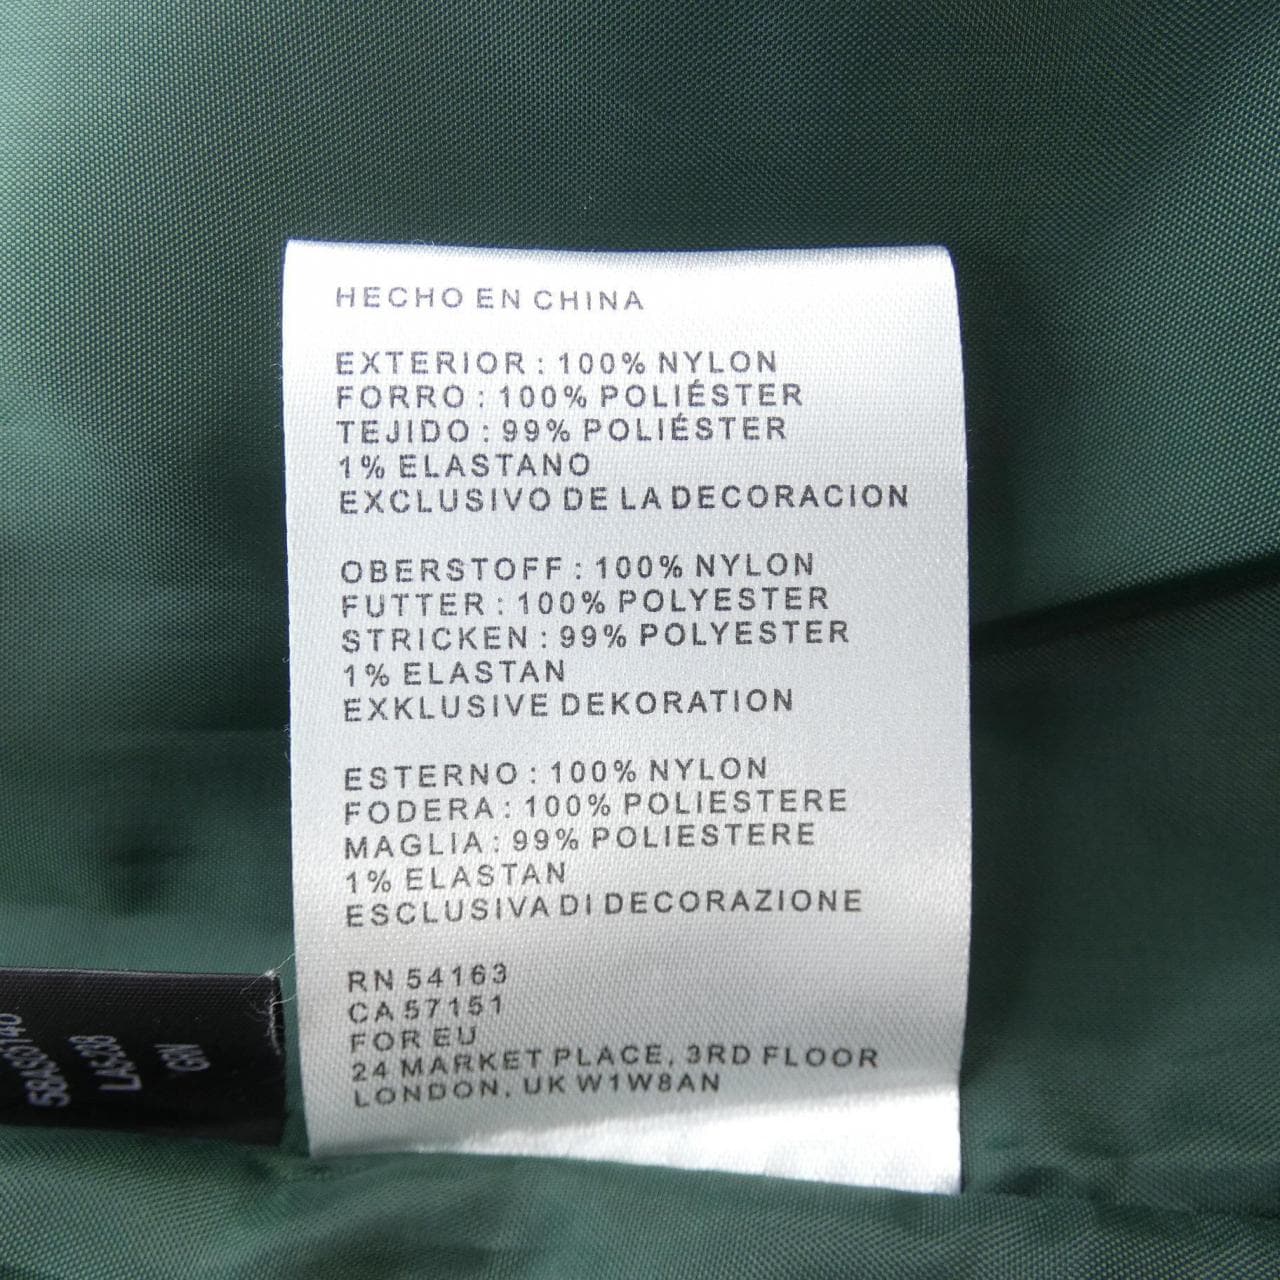 HECHO EN CHINA
EXTERIOR : 100% NYLON
FORRO : 100% POLIÉSTER
TEJIDO : 99% POLIÉSTER
1% ELASTANO
EXCLUSIVO DE LA DECORACION
OBERSTOFF : 100% NYLON
FUTTER : 100% POLYESTER
STRICKEN : 99% POLYESTER
1% ELASTAN
EXKLUSIVE DEKORATION
ESTERNO : 100% NYLON
FODERA : 100% POLIESTERE
MAGLIA : 99% POLIESTERE
1% ELASTAN
ESCLUSIVA DI DECORAZIONE
RN 54163
CA 57151
FOR EU
24 MARKET PLACE, 3RD FLOOR
LONDON, UK W1W8AN